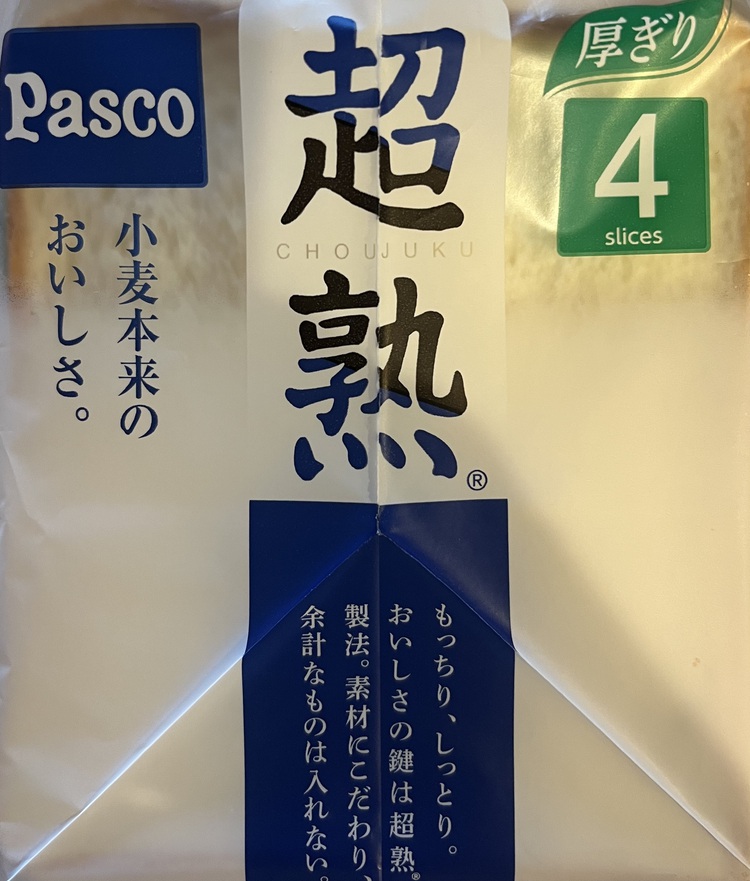 Pasco
超熟
CHOUJUKU
®
厚ぎり
4
slices
小麦本来の
おいしさ。
もっちり、しっとり。
おいしさの鍵は超熟®
製法。素材にこだわり、
余計なものは入れない。